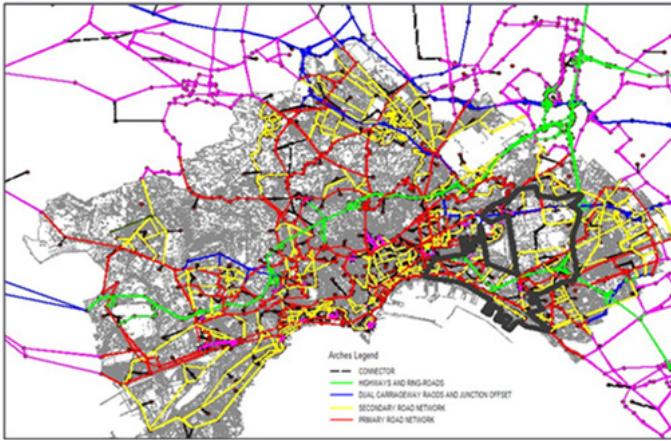 Arches Legend
CONNECTOR
HIGHWAYS AND RING-ROADS
DUAL CARRIAGEWAY RAODS AND JUNCTION OFFSET
SECONDARY ROAD NETWORK
PRIMARY ROAD NETWORK